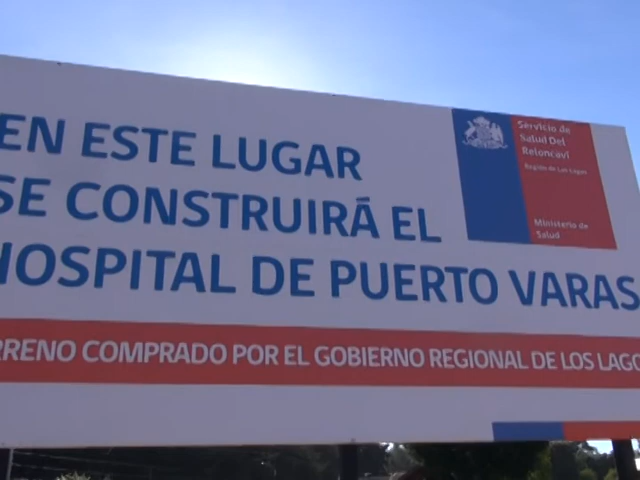 EN ESTE LUGAR
SE CONSTRUIRÁ EL
HOSPITAL DE PUERTO VARAS
RRENO COMPRADO POR EL GOBIERNO REGIONAL DE LOS LAGO
Servicio de
Salud Del
Reloncaví
Región de Los Lagos
Ministerio de
Salud